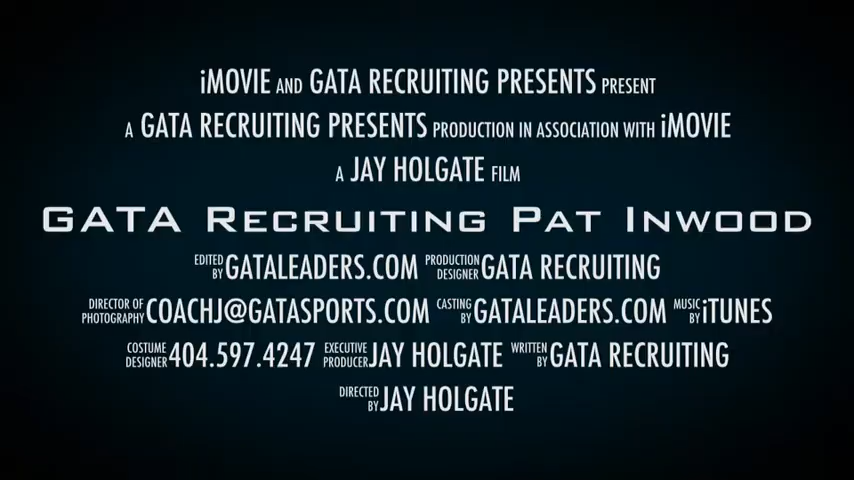 iMOVIE AND GATA RECRUITING PRESENTS PRESENT
A GATA RECRUITING PRESENTS PRODUCTION IN ASSOCIATION WITH iMOVIE
A JAY HOLGATE FILM
GATA RECRUITING PAT INWOOD
EDITED BY GATALEADERS.COM PRODUCTION DESIGNER GATA RECRUITING
DIRECTOR OF PHOTOGRAPHY COACHJ@GATASPORTS.COM CASTING BY GATALEADERS.COM MUSIC BY iTUNES
COSTUME DESIGNER 404.597.4247 EXECUTIVE PRODUCER JAY HOLGATE WRITTEN BY GATA RECRUITING
DIRECTED BY JAY HOLGATE